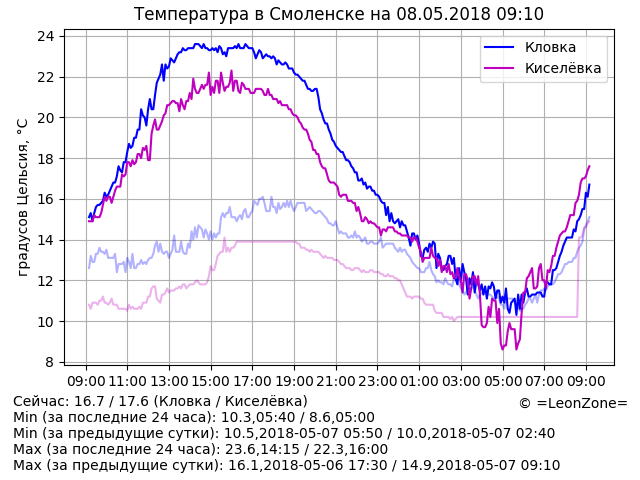 Температура в Смоленске на 08.05.2018 09:10
24
22
20
18
16
14
12
10
8
градусов Цельсия, °C
Кловка
Киселёвка
09:00 11:00 13:00 15:00 17:00 19:00 21:00 23:00 01:00 03:00 05:00 07:00 09:00
Сейчас: 16.7 / 17.6 (Кловка / Киселёвка)
© =LeonZone=
Min (за последние 24 часа): 10.3,05:40 / 8.6,05:00
Min (за предыдущие сутки): 10.5,2018-05-07 05:50 / 10.0,2018-05-07 02:40
Max (за последние 24 часа): 23.6,14:15 / 22.3,16:00
Max (за предыдущие сутки): 16.1,2018-05-06 17:30 / 14.9,2018-05-07 09:10